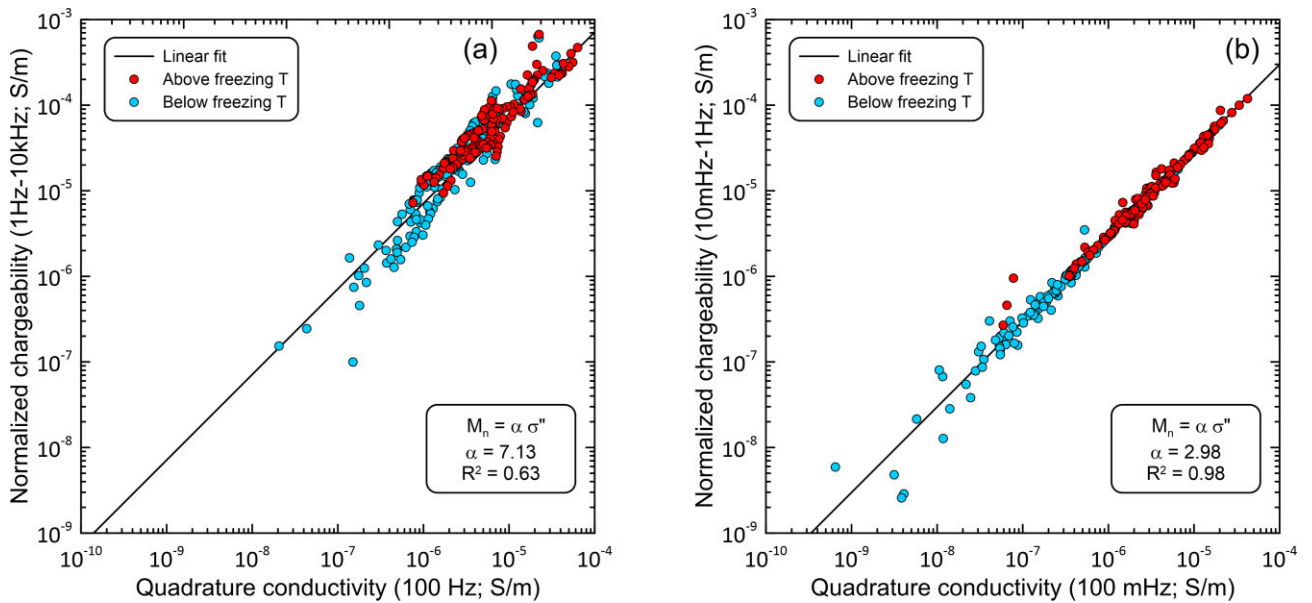 (a)
Linear fit
Above freezing T
Below freezing T
Normalized chargeability (1Hz-10kHz; S/m)
10⁻³
10⁻⁴
10⁻⁵
10⁻⁶
10⁻⁷
10⁻⁸
10⁻⁹
Mₙ = α σ"
α = 7.13
R² = 0.63
10⁻¹⁰ 10⁻⁹ 10⁻⁸ 10⁻⁷ 10⁻⁶ 10⁻⁵ 10⁻⁴
Quadrature conductivity (100 Hz; S/m)
(b)
Linear fit
Above freezing T
Below freezing T
Normalized chargeability (10mHz-1Hz; S/m)
10⁻³
10⁻⁴
10⁻⁵
10⁻⁶
10⁻⁷
10⁻⁸
10⁻⁹
Mₙ = α σ"
α = 2.98
R² = 0.98
10⁻¹⁰ 10⁻⁹ 10⁻⁸ 10⁻⁷ 10⁻⁶ 10⁻⁵ 10⁻⁴
Quadrature conductivity (100 mHz; S/m)